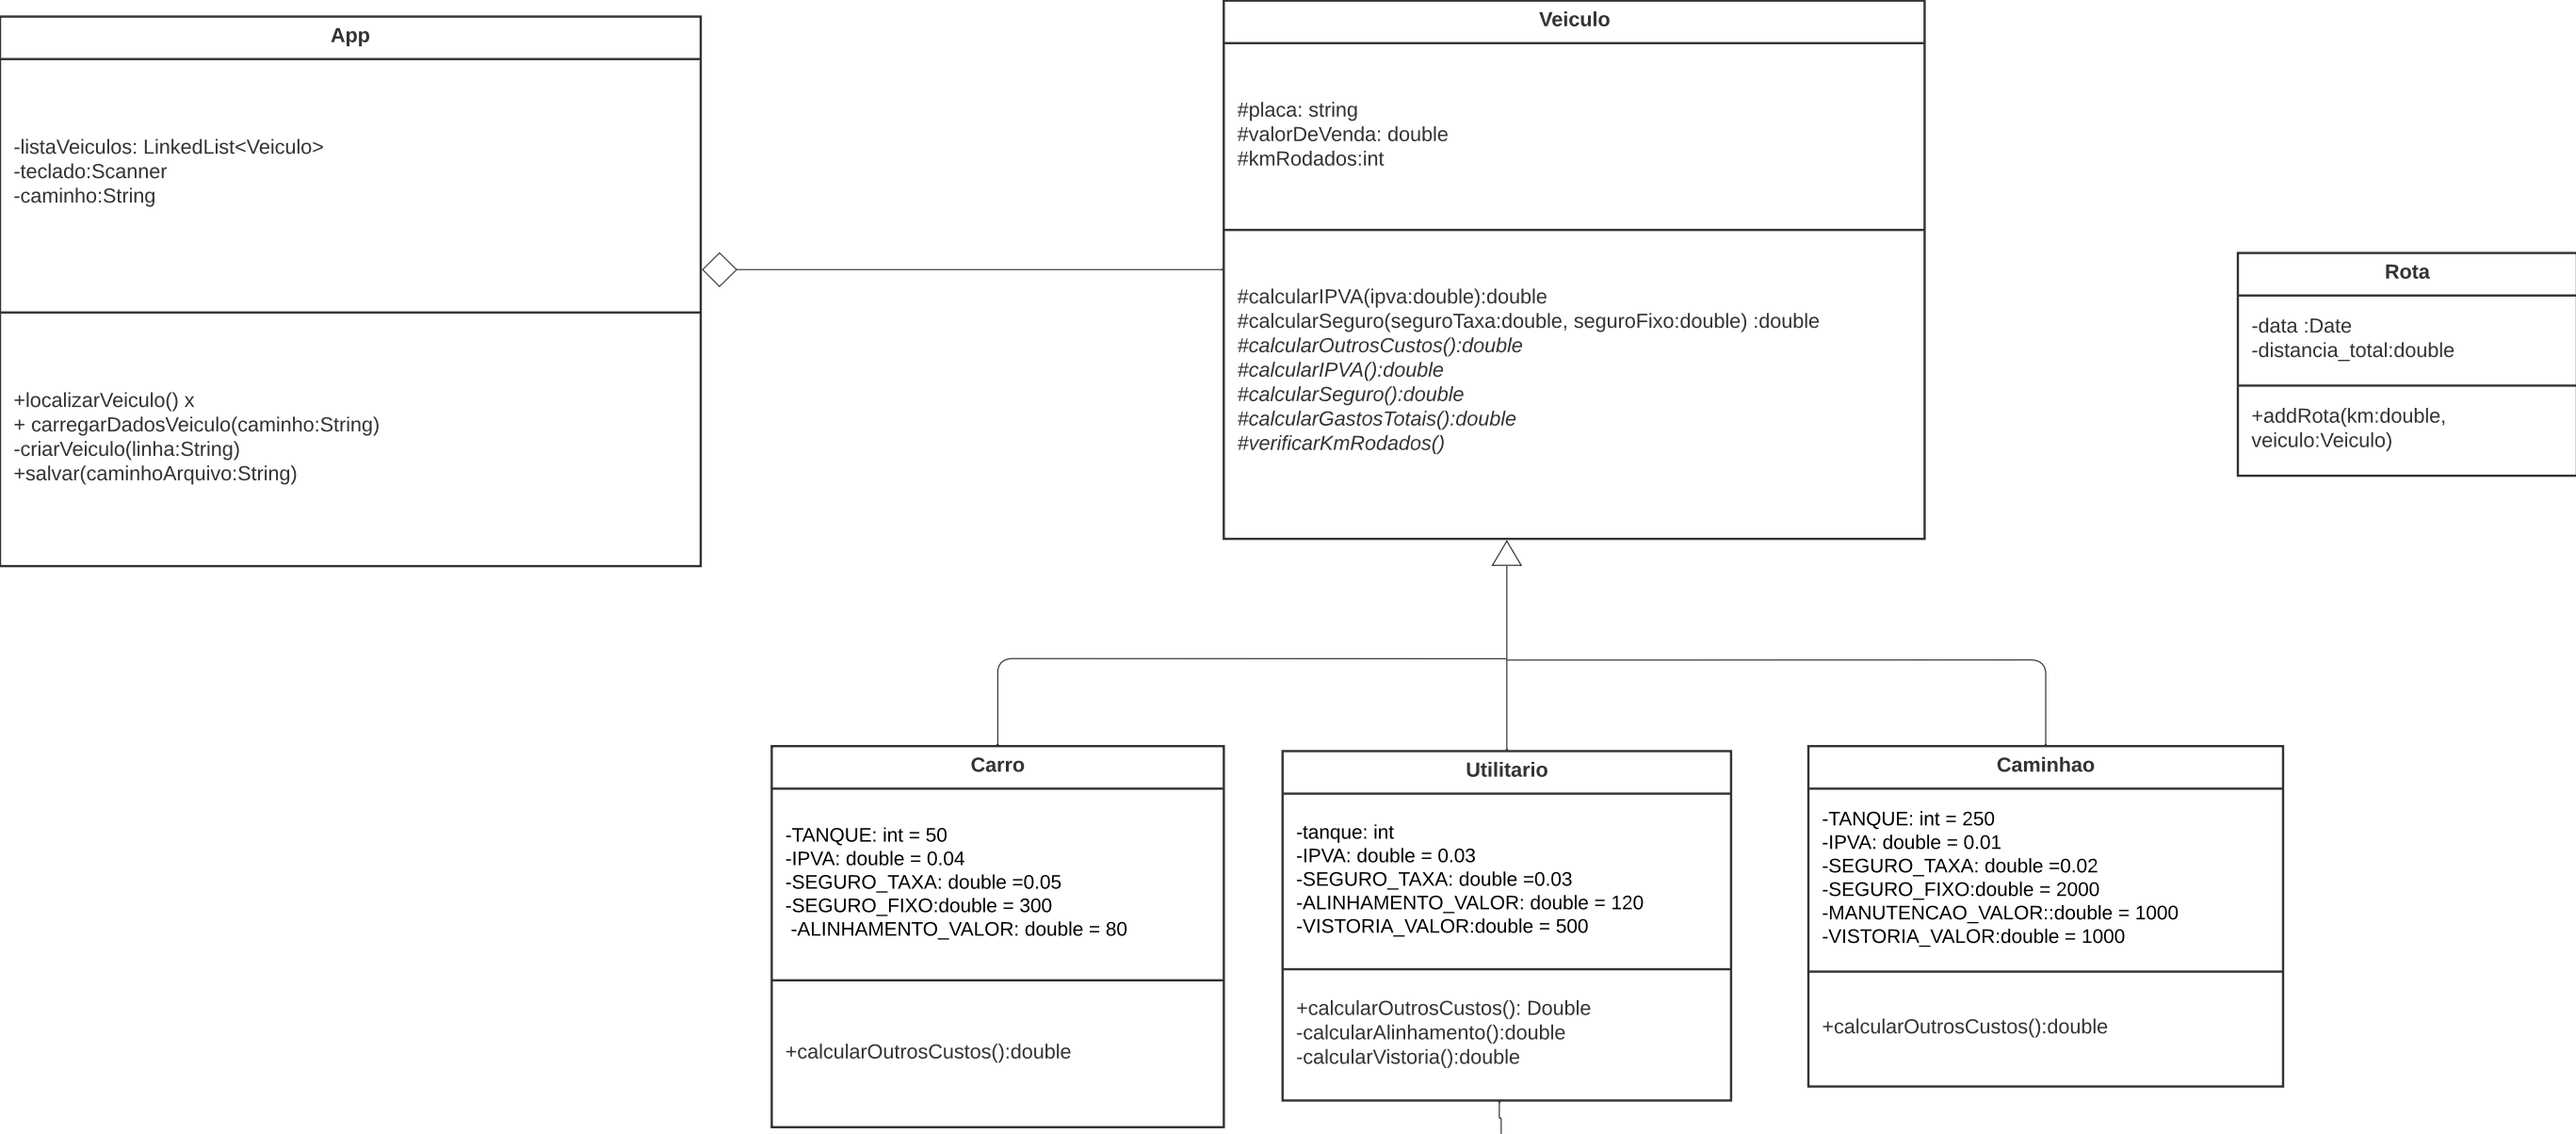 App
-listaVeiculos: LinkedList<Veiculo>
-teclado:Scanner
-caminho:String
+localizarVeiculo() x
+ carregarDadosVeiculo(caminho:String)
-criarVeiculo(linha:String)
+salvar(caminhoArquivo:String)
Veiculo
#placa: string
#valorDeVenda: double
#kmRodados:int
#calcularIPVA(ipva:double):double
#calcularSeguro(seguroTaxa:double, seguroFixo:double) :double
#calcularOutrosCustos():double
#calcularIPVA():double
#calcularSeguro():double
#calcularGastosTotais():double
#verificarKmRodados()
Rota
-data :Date
-distancia_total:double
+addRota(km:double,
veiculo:Veiculo)
Carro
-TANQUE: int = 50
-IPVA: double = 0.04
-SEGURO_TAXA: double =0.05
-SEGURO_FIXO:double = 300
-ALINHAMENTO_VALOR: double = 80
+calcularOutrosCustos():double
Utilitario
-tanque: int
-IPVA: double = 0.03
-SEGURO_TAXA: double =0.03
-ALINHAMENTO_VALOR: double = 120
-VISTORIA_VALOR:double = 500
+calcularOutrosCustos(): Double
-calcularAlinhamento():double
-calcularVistoria():double
Caminhao
-TANQUE: int = 250
-IPVA: double = 0.01
-SEGURO_TAXA: double =0.02
-SEGURO_FIXO:double = 2000
-MANUTENCAO_VALOR::double = 1000
-VISTORIA_VALOR:double = 1000
+calcularOutrosCustos():double